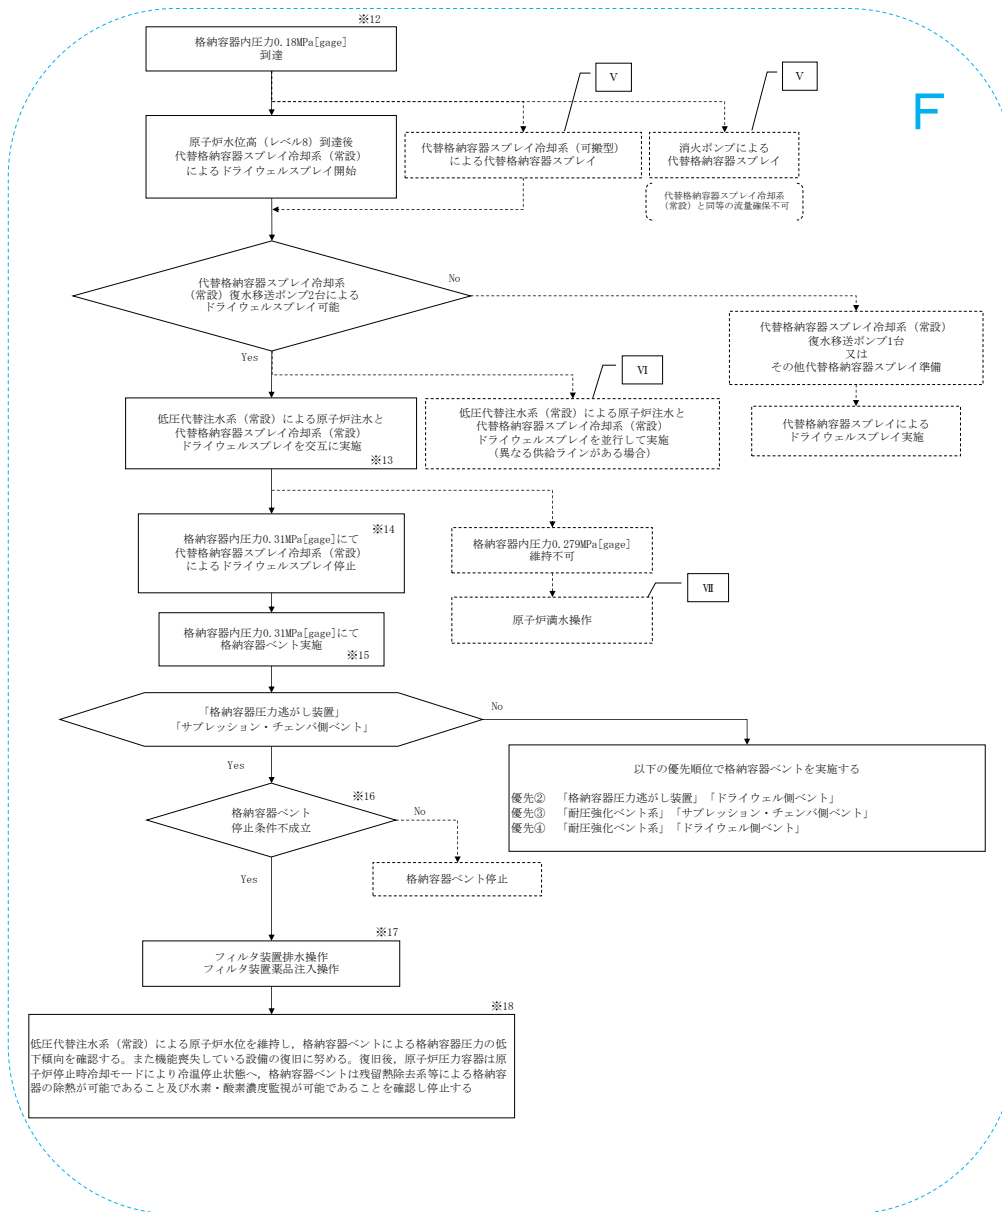 ※12
格納容器内圧力0.18MPa[gage]
到達
Ⅴ
Ⅴ
F
原子炉水位高（レベル8）到達後
代替格納容器スプレイ冷却系（常設）
によるドライウェルスプレイ開始
代替格納容器スプレイ冷却系（可搬型）
による代替格納容器スプレイ
消火ポンプによる
代替格納容器スプレイ
代替格納容器スプレイ冷却系
（常設）と同等の流量確保不可
代替格納容器スプレイ冷却系
（常設）復水移送ポンプ2台による
ドライウェルスプレイ可能
No
Yes
代替格納容器スプレイ冷却系（常設）
復水移送ポンプ1台
又は
その他代替格納容器スプレイ準備
Ⅵ
低圧代替注水系（常設）による原子炉注水と
代替格納容器スプレイ冷却系（常設）
ドライウェルスプレイを交互に実施
※13
低圧代替注水系（常設）による原子炉注水と
代替格納容器スプレイ冷却系（常設）
ドライウェルスプレイを並行して実施
（異なる供給ラインがある場合）
代替格納容器スプレイによる
ドライウェルスプレイ実施
※14
格納容器内圧力0.31MPa[gage]にて
代替格納容器スプレイ冷却系（常設）
によるドライウェルスプレイ停止
格納容器内圧力0.279MPa[gage]
維持不可
Ⅶ
原子炉満水操作
格納容器内圧力0.31MPa[gage]にて
格納容器ベント実施
※15
「格納容器圧力逃がし装置」
「サプレッション・チェンバ側ベント」
No
Yes
以下の優先順位で格納容器ベントを実施する
優先② 「格納容器圧力逃がし装置」「ドライウェル側ベント」
優先③ 「耐圧強化ベント系」「サプレッション・チェンバ側ベント」
優先④ 「耐圧強化ベント系」「ドライウェル側ベント」
※16
格納容器ベント
停止条件不成立
No
Yes
格納容器ベント停止
※17
フィルタ装置排水操作
フィルタ装置薬品注入操作
※18
低圧代替注水系（常設）による原子炉水位を維持し，格納容器ベントによる格納容器圧力の低
下傾向を確認する。また機能喪失している設備の復旧に努める。復旧後，原子炉圧力容器は原
子炉停止時冷却モードにより冷温停止状態へ，格納容器ベントは残留熱除去系等による格納容
器の除熱が可能であること及び水素・酸素濃度監視が可能であることを確認し停止する